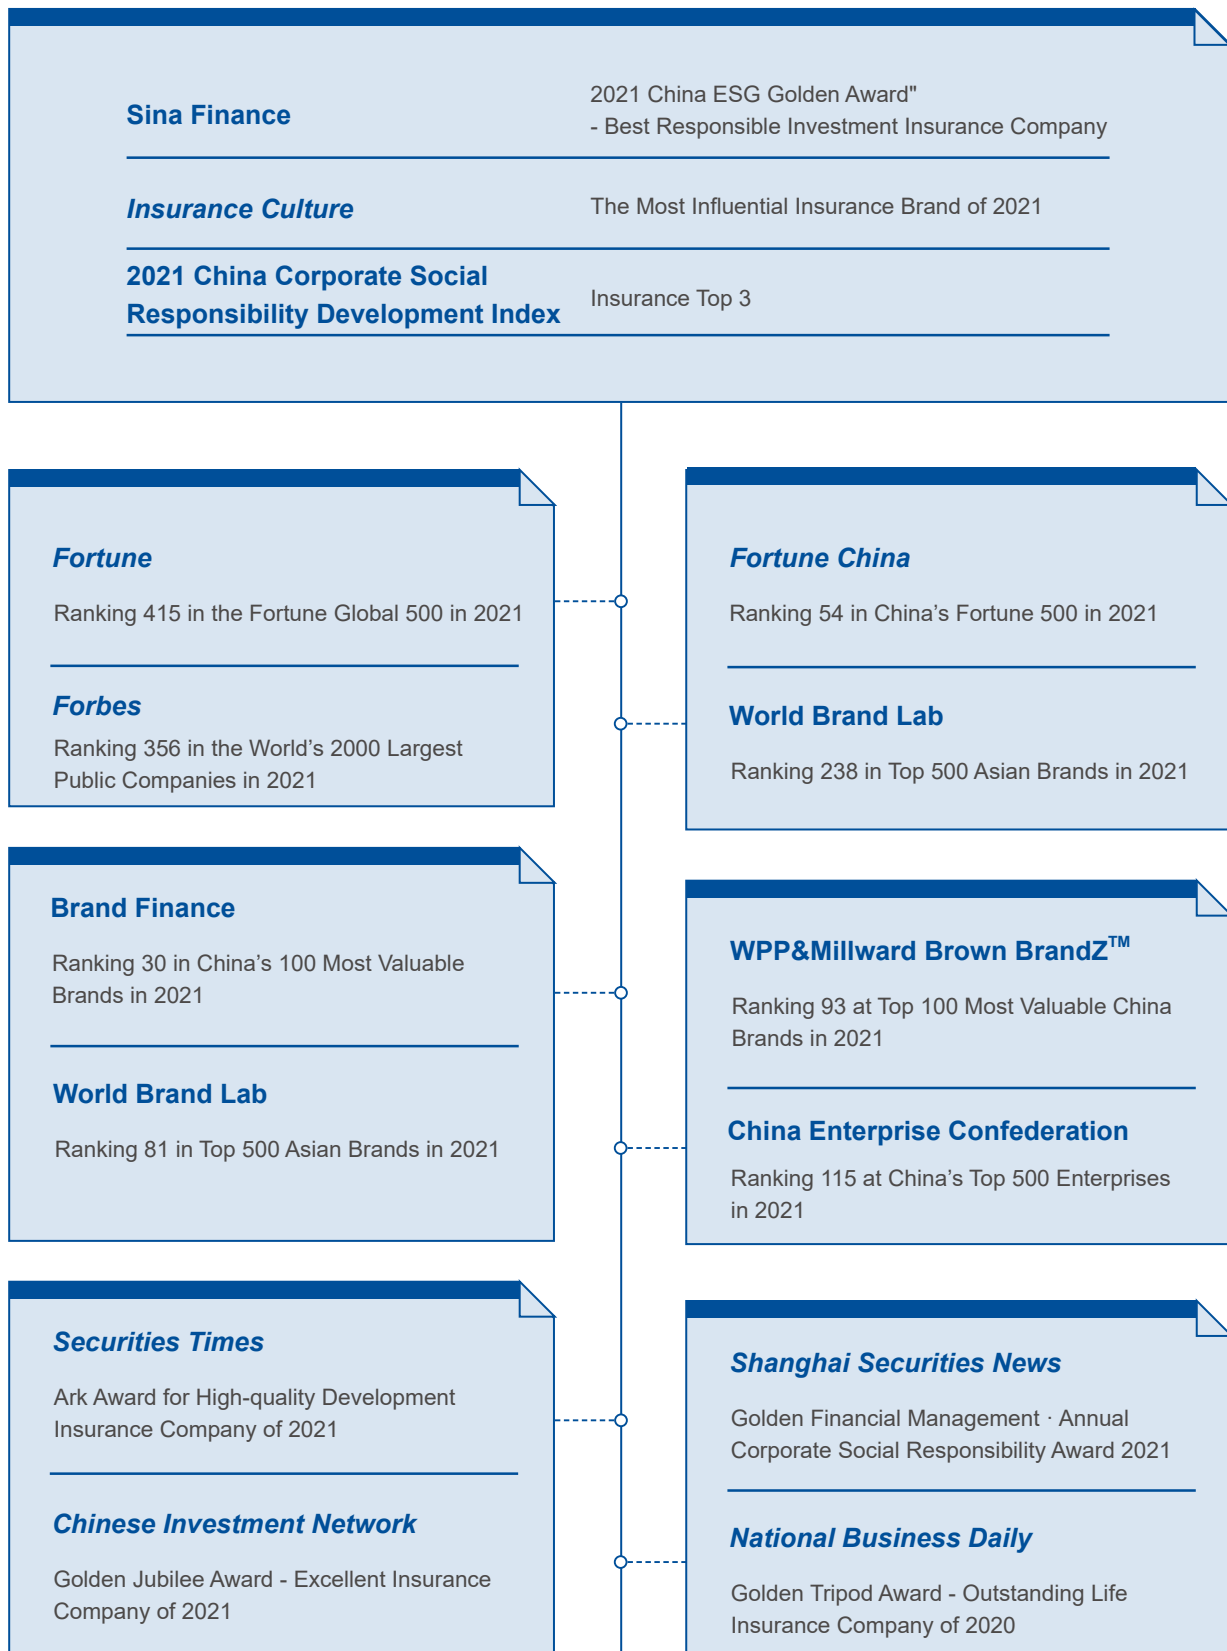 Sina Finance
2021 China ESG Golden Award"
- Best Responsible Investment Insurance Company
Insurance Culture
The Most Influential Insurance Brand of 2021
2021 China Corporate Social
Responsibility Development Index
Insurance Top 3
Fortune
Ranking 415 in the Fortune Global 500 in 2021
Forbes
Ranking 356 in the World’s 2000 Largest
Public Companies in 2021
Fortune China
Ranking 54 in China’s Fortune 500 in 2021
World Brand Lab
Ranking 238 in Top 500 Asian Brands in 2021
Brand Finance
Ranking 30 in China’s 100 Most Valuable
Brands in 2021
World Brand Lab
Ranking 81 in Top 500 Asian Brands in 2021
WPP&Millward Brown BrandZ™
Ranking 93 at Top 100 Most Valuable China
Brands in 2021
China Enterprise Confederation
Ranking 115 at China’s Top 500 Enterprises
in 2021
Securities Times
Ark Award for High-quality Development
Insurance Company of 2021
Chinese Investment Network
Golden Jubilee Award - Excellent Insurance
Company of 2021
Shanghai Securities News
Golden Financial Management · Annual
Corporate Social Responsibility Award 2021
National Business Daily
Golden Tripod Award - Outstanding Life
Insurance Company of 2020